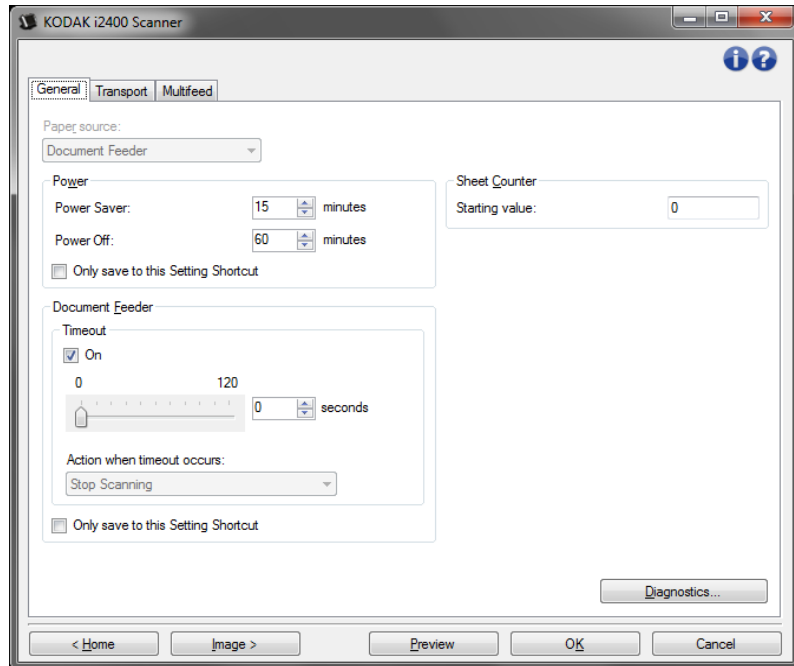 KODAK i2400 Scanner
General Transport Multifeed
Paper source:
Document Feeder
Power
Power Saver: 15 minutes
Power Off: 60 minutes
Only save to this Setting Shortcut
Sheet Counter
Starting value: 0
Document Feeder
Timeout
On
0 120
0 seconds
Action when timeout occurs:
Stop Scanning
Only save to this Setting Shortcut
Diagnostics...
< Home Image > Preview OK Cancel